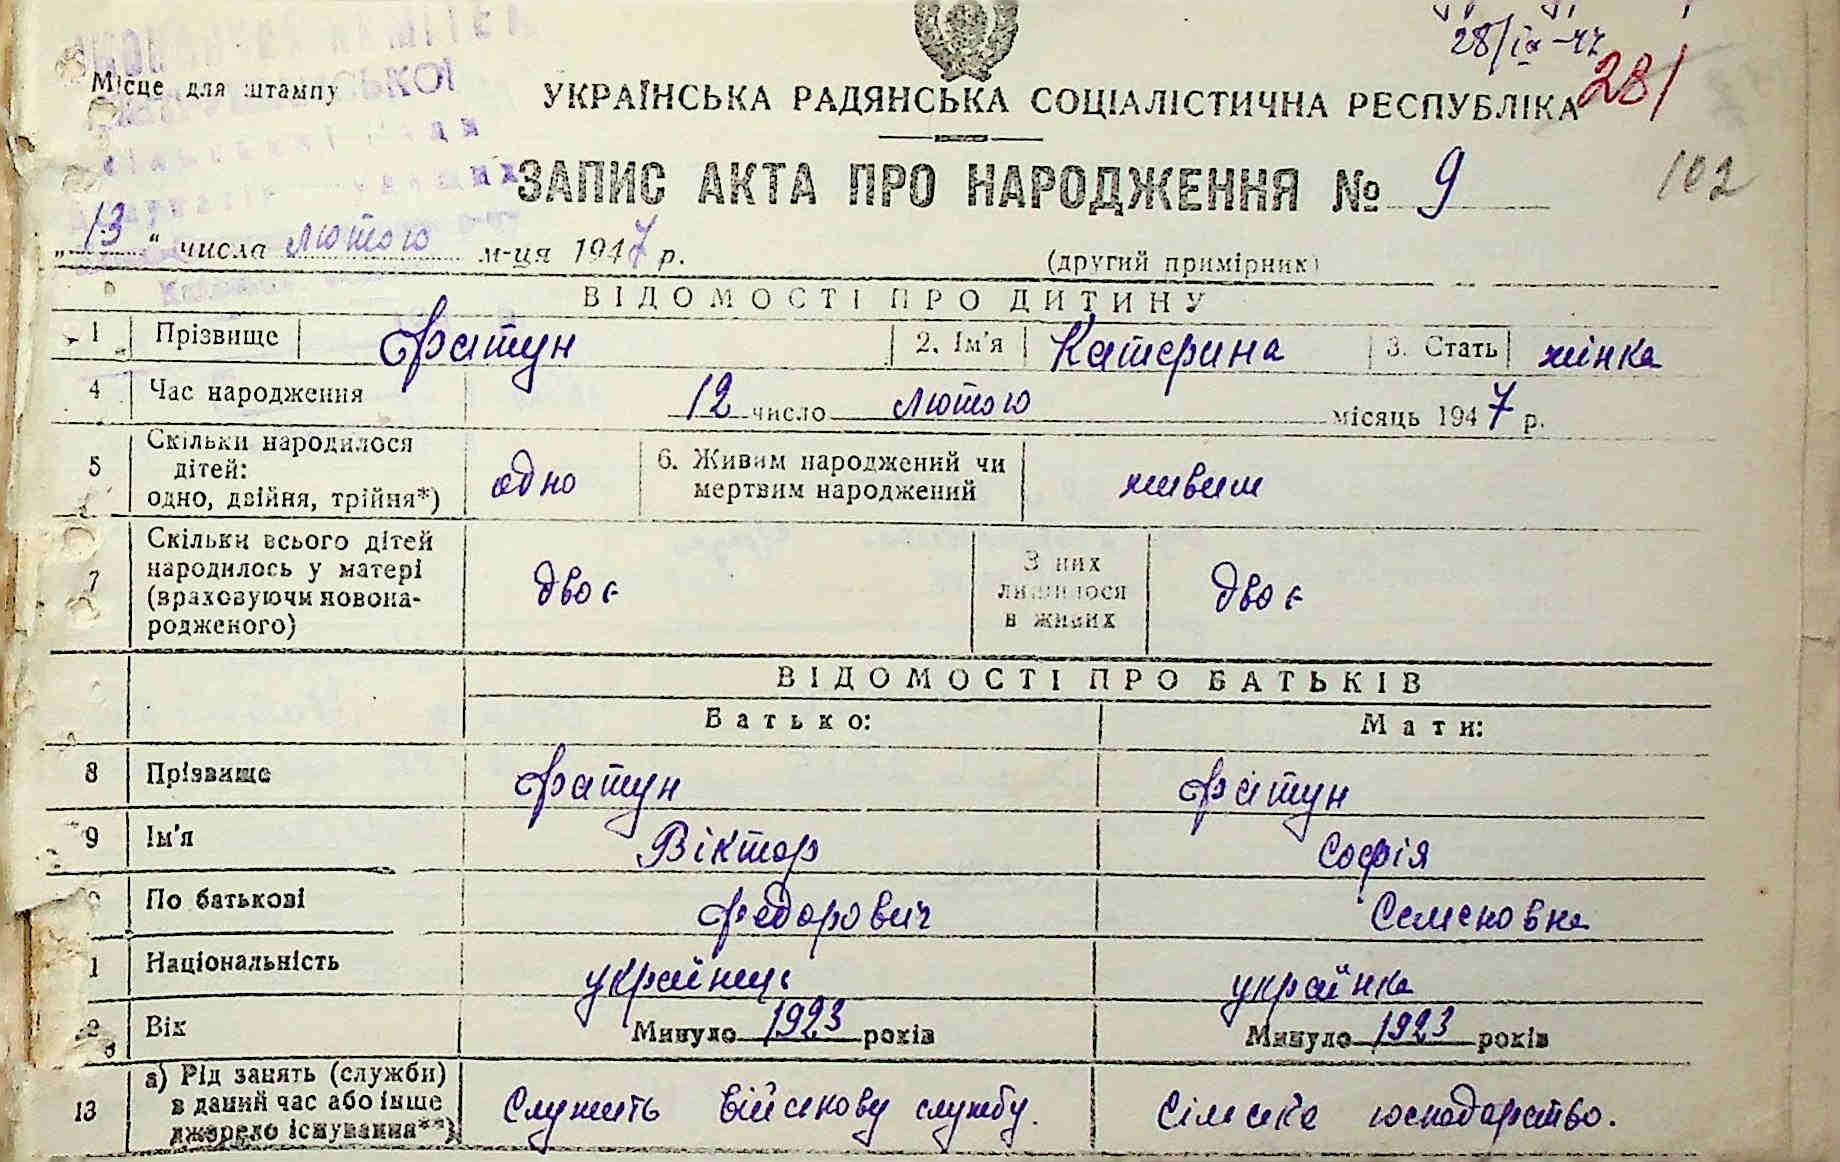 28/IX-47
281
Місце для штампу
УКРАЇНСЬКА РАДЯНСЬКА СОЦІАЛІСТИЧНА РЕСПУБЛІКА
ЗАПИС АКТА ПРО НАРОДЖЕННЯ № 9
102
„13“ числа лютого м-ця 1947 р.
(другий примірник)
ВІДОМОСТІ ПРО ДИТИНУ
1 Прізвище Фатун 2. Ім'я Катерина 3. Стать жінка
4 Час народження 12 число лютого місяць 1947 р.
5 Скільки народилося дітей: одно, двійня, трійня*) одно 6. Живим народжений чи мертвим народжений живим
7 Скільки всього дітей народилось у матері (враховуючи новонародженого) двоє З них лишилося в живих двоє
ВІДОМОСТІ ПРО БАТЬКІВ
Батько: Мати:
8 Прізвище Фатун Фатун
9 Ім'я Віктор Софія
По батькові Федорович Семеновна
1 Національність українець українка
2 Вік Минуло 1923 років Минуло 1923 років
13 а) Рід занять (служби) в даний час або інше джерело існування**) Служить військову службу. Сільське господарство.